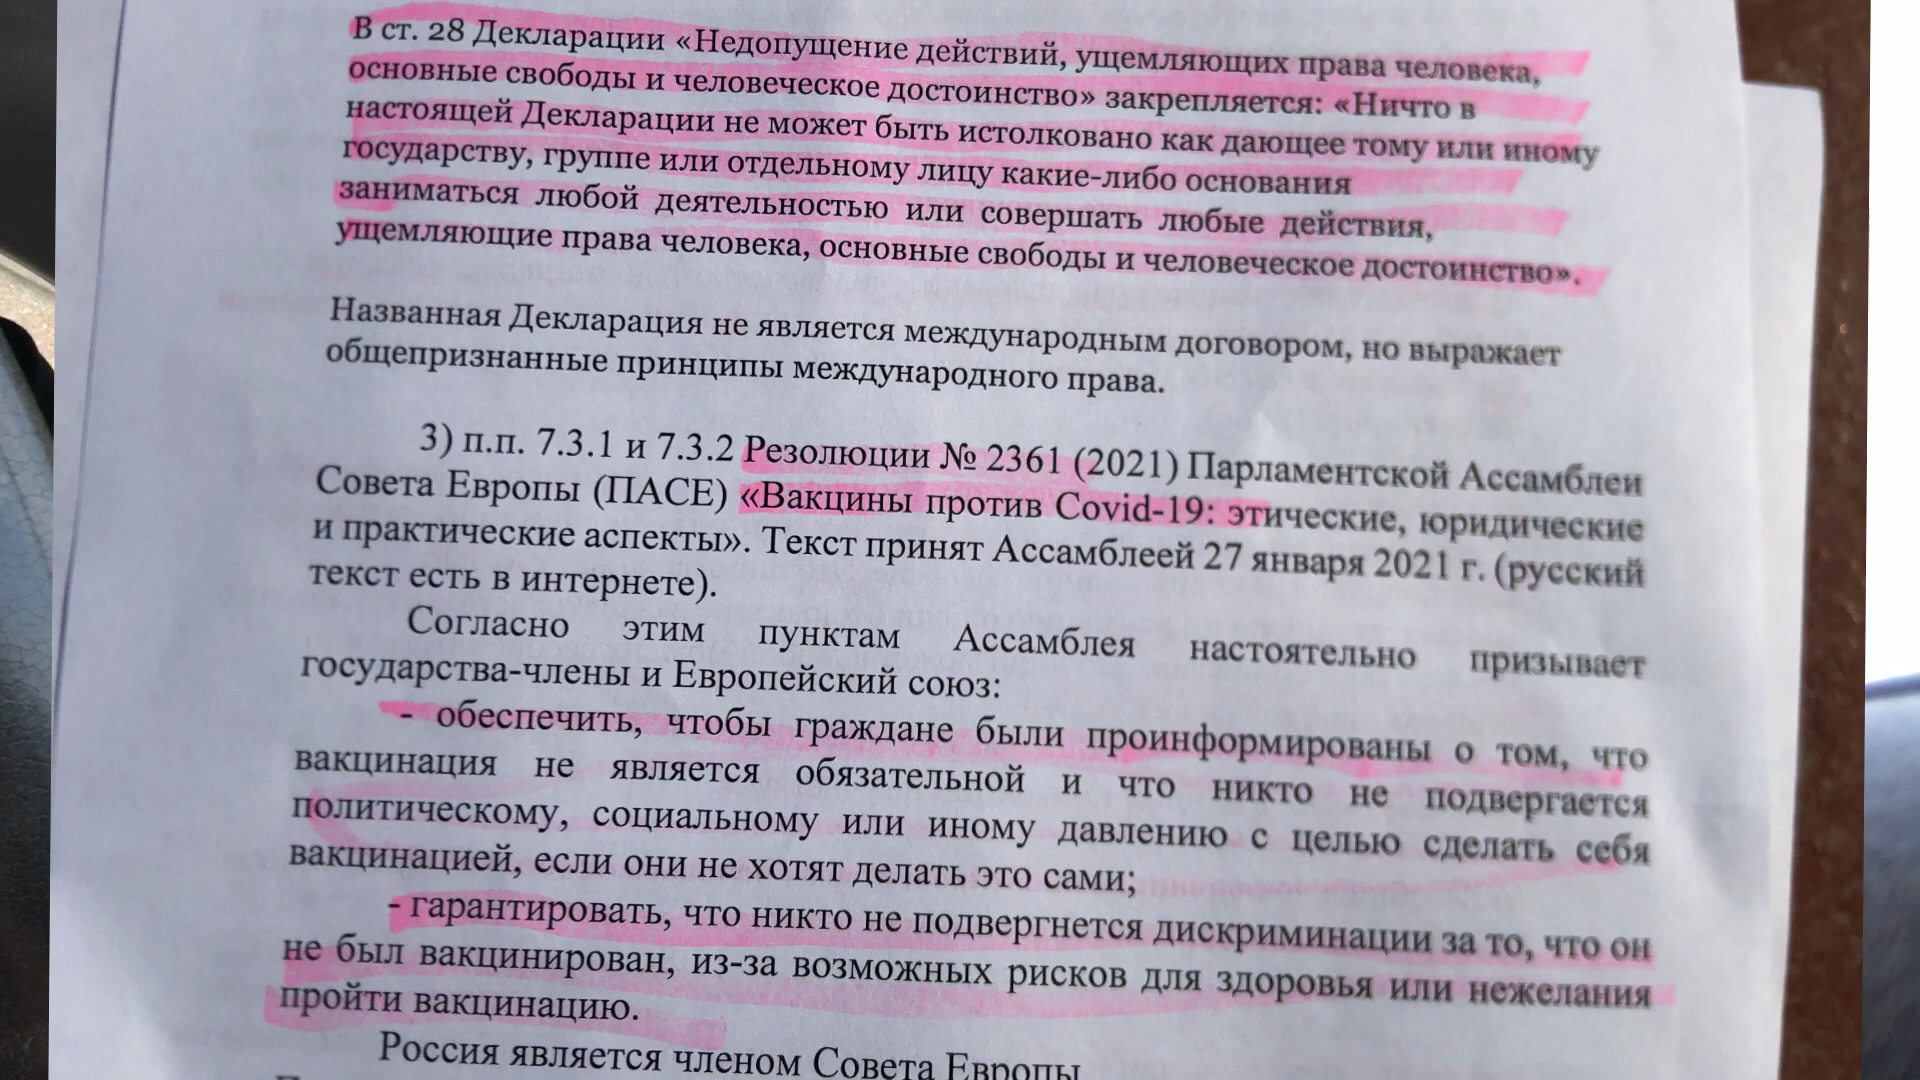 В ст. 28 Декларации «Недопущение действий, ущемляющих права человека,
основные свободы и человеческое достоинство» закрепляется: «Ничто в
настоящей Декларации не может быть истолковано как дающее тому или иному
государству, группе или отдельному лицу какие-либо основания
заниматься любой деятельностью или совершать любые действия,
ущемляющие права человека, основные свободы и человеческое достоинство».
Названная Декларация не является международным договором, но выражает
общепризнанные принципы международного права.
3) п.п. 7.3.1 и 7.3.2 Резолюции № 2361 (2021) Парламентской Ассамблеи
Совета Европы (ПАСЕ) «Вакцины против Covid-19: этические, юридические
и практические аспекты». Текст принят Ассамблеей 27 января 2021 г. (русский
текст есть в интернете).
Согласно этим пунктам Ассамблея настоятельно призывает
государства-члены и Европейский союз:
- обеспечить, чтобы граждане были проинформированы о том, что
вакцинация не является обязательной и что никто не подвергается
политическому, социальному или иному давлению с целью сделать себя
вакцинацией, если они не хотят делать это сами;
- гарантировать, что никто не подвергнется дискриминации за то, что он
не был вакцинирован, из-за возможных рисков для здоровья или нежелания
пройти вакцинацию.
Россия является членом Совета Европы